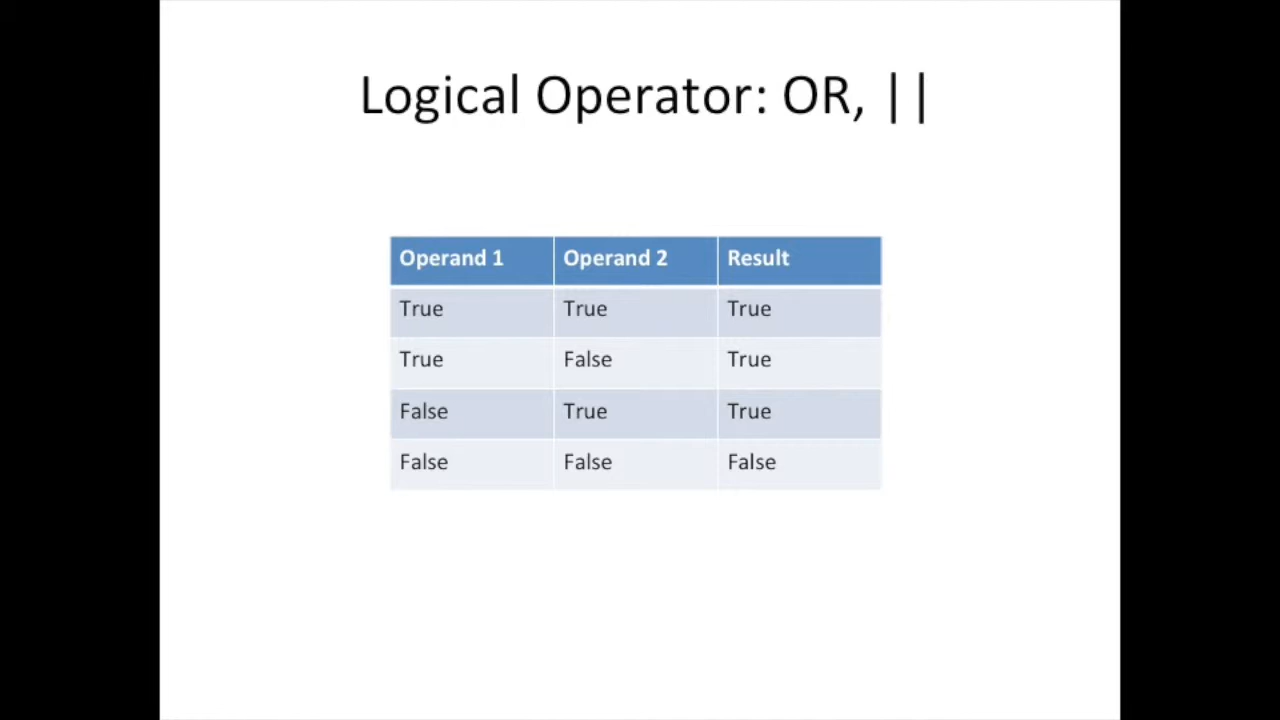 Logical Operator: OR, ||
Operand 1 Operand 2 Result
True True True
True False True
False True True
False False False